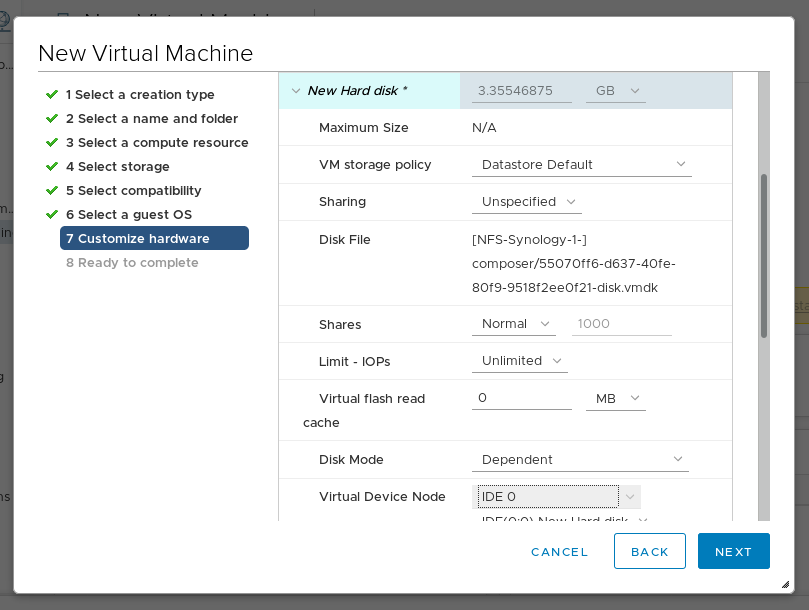 New Virtual Machine
1 Select a creation type
2 Select a name and folder
3 Select a compute resource
4 Select storage
5 Select compatibility
6 Select a guest OS
7 Customize hardware
8 Ready to complete
New Hard disk *
3.35546875 GB
Maximum Size N/A
VM storage policy Datastore Default
Sharing Unspecified
Disk File [NFS-Synology-1-]
composer/55070ff6-d637-40fe-
80f9-9518f2ee0f21-disk.vmdk
Shares Normal 1000
Limit - IOPs Unlimited
Virtual flash read 0 MB
cache
Disk Mode Dependent
Virtual Device Node IDE 0
IDE(0:0) New Hard disk
CANCEL BACK NEXT